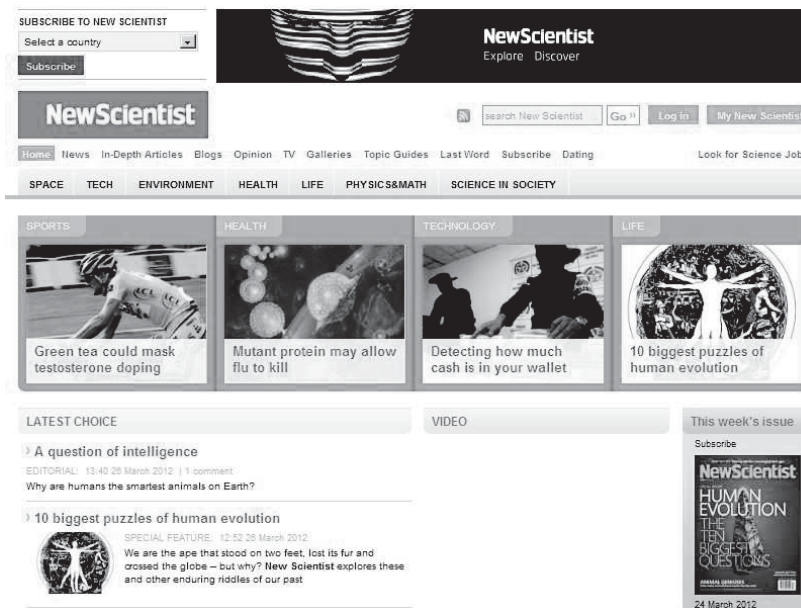 SUBSCRIBE TO NEW SCIENTIST
Select a country
Subscribe
NewScientist
Explore Discover
NewScientist
search New Scientist
Go »
Log in
My New Scientist
Home News In-Depth Articles Blogs Opinion TV Galleries Topic Guides Last Word Subscribe Dating
Look for Science Job
SPACE TECH ENVIRONMENT HEALTH LIFE PHYSICS&MATH SCIENCE IN SOCIETY
SPORTS
Green tea could mask
testosterone doping
HEALTH
Mutant protein may allow
flu to kill
TECHNOLOGY
Detecting how much
cash is in your wallet
LIFE
10 biggest puzzles of
human evolution
LATEST CHOICE
› A question of intelligence
EDITORIAL: 13:40 26 March 2012 | 1 comment
Why are humans the smartest animals on Earth?
› 10 biggest puzzles of human evolution
SPECIAL FEATURE: 12:52 26 March 2012
We are the ape that stood on two feet, lost its fur and
crossed the globe – but why? New Scientist explores these
and other enduring riddles of our past
VIDEO
This week's issue
Subscribe
NewScientist
HUMAN
EVOLUTION
THE
TEN
BIGGEST
QUESTIONS
ANIMAL GENIUSES
24 March 2012